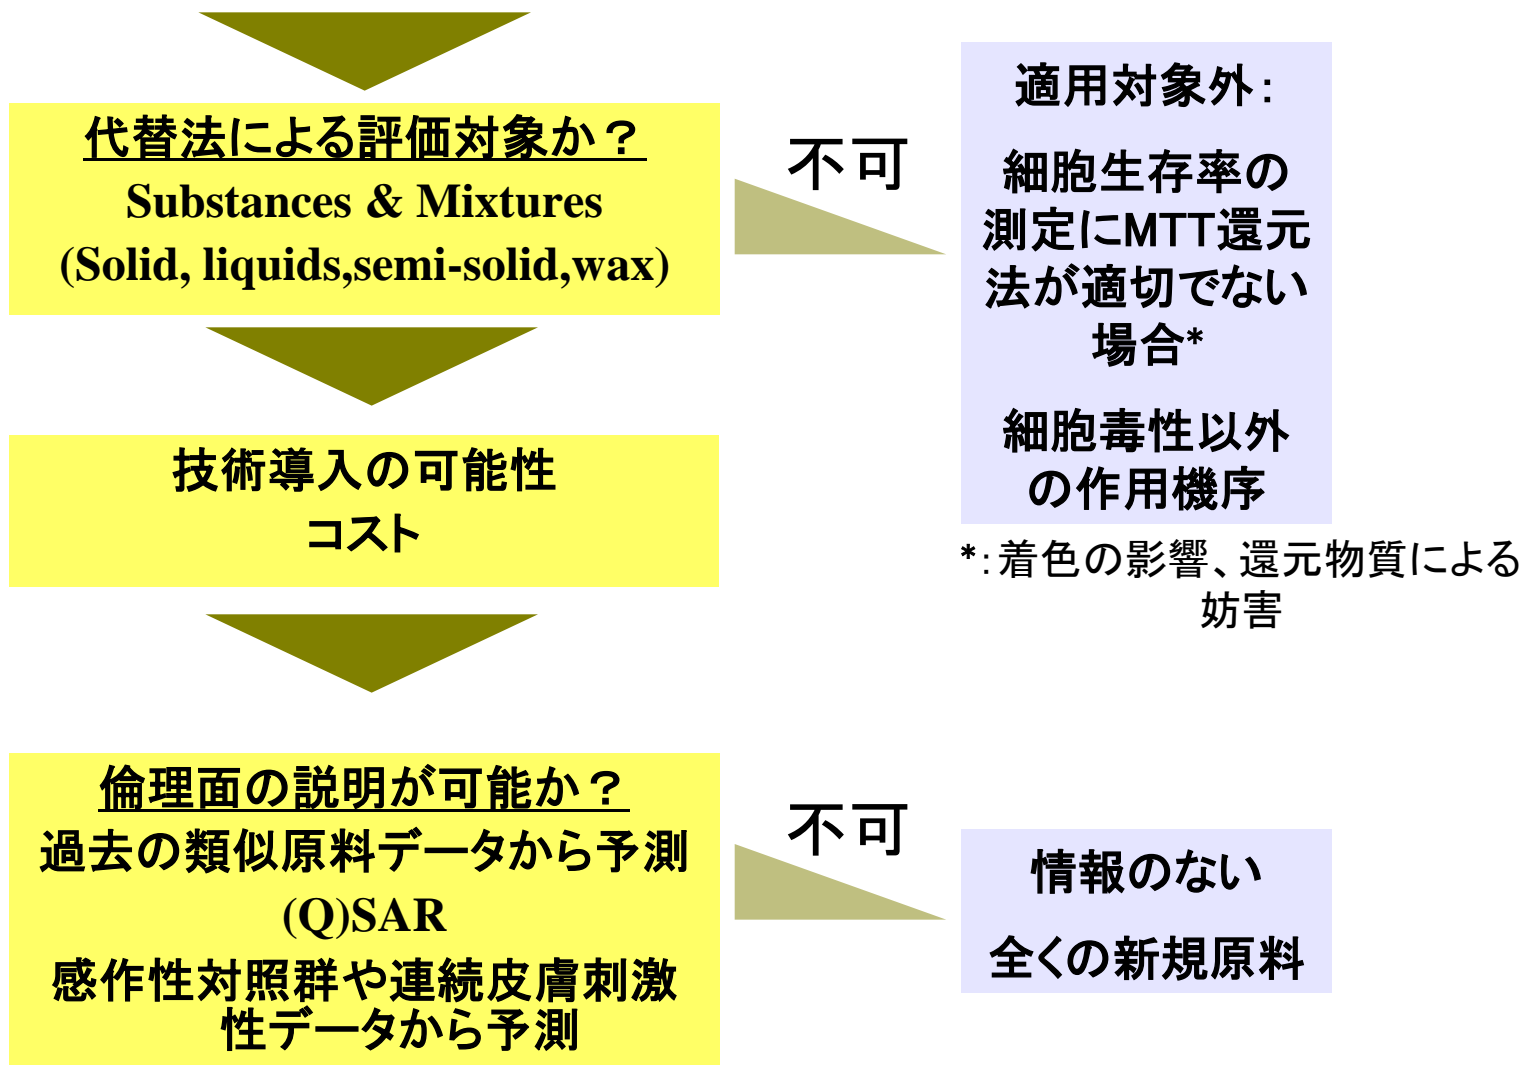 代替法による評価対象か？
Substances & Mixtures
(Solid, liquids,semi-solid,wax)
不可
適用対象外：
細胞生存率の
測定にMTT還元
法が適切でない
場合*
細胞毒性以外
の作用機序
*：着色の影響、還元物質による
妨害
技術導入の可能性
コスト
倫理面の説明が可能か？
過去の類似原料データから予測
(Q)SAR
感作性対照群や連続皮膚刺激
性データから予測
不可
情報のない
全くの新規原料